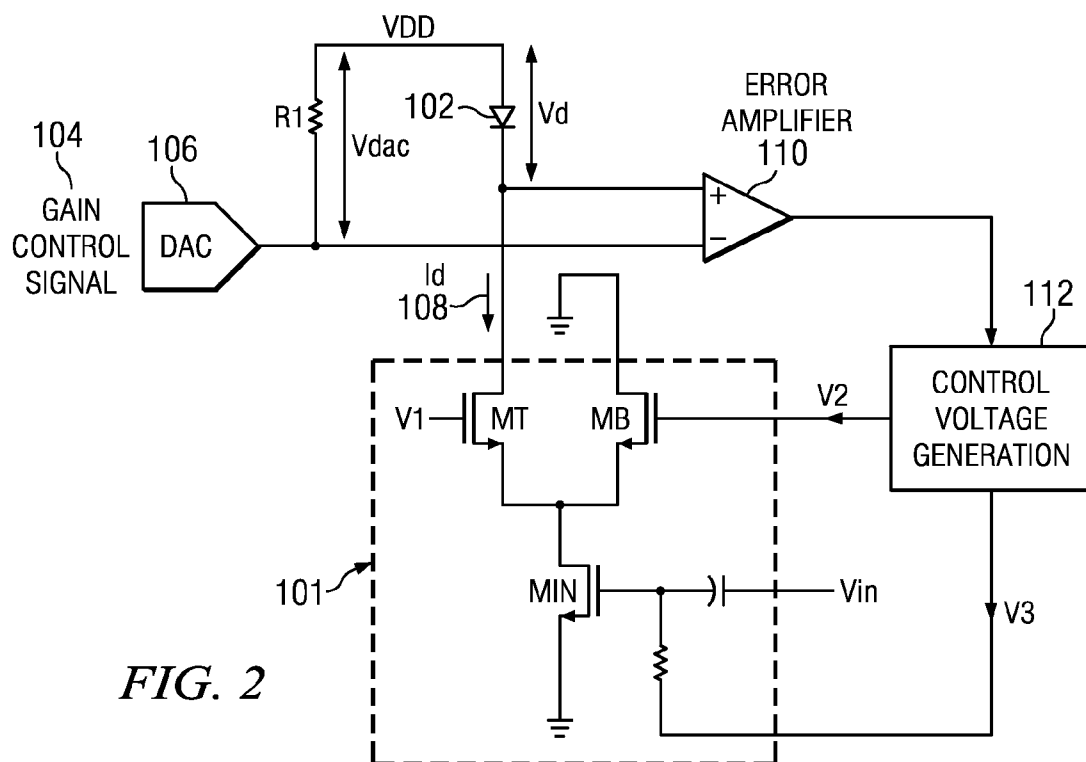 VDD
R1
Vdac
102
Vd
ERROR
AMPLIFIER
110
104
GAIN
CONTROL
SIGNAL
106
DAC
+
−
Id
108
112
CONTROL
VOLTAGE
GENERATION
V1
MT
MB
V2
101
MIN
Vin
V3
FIG. 2